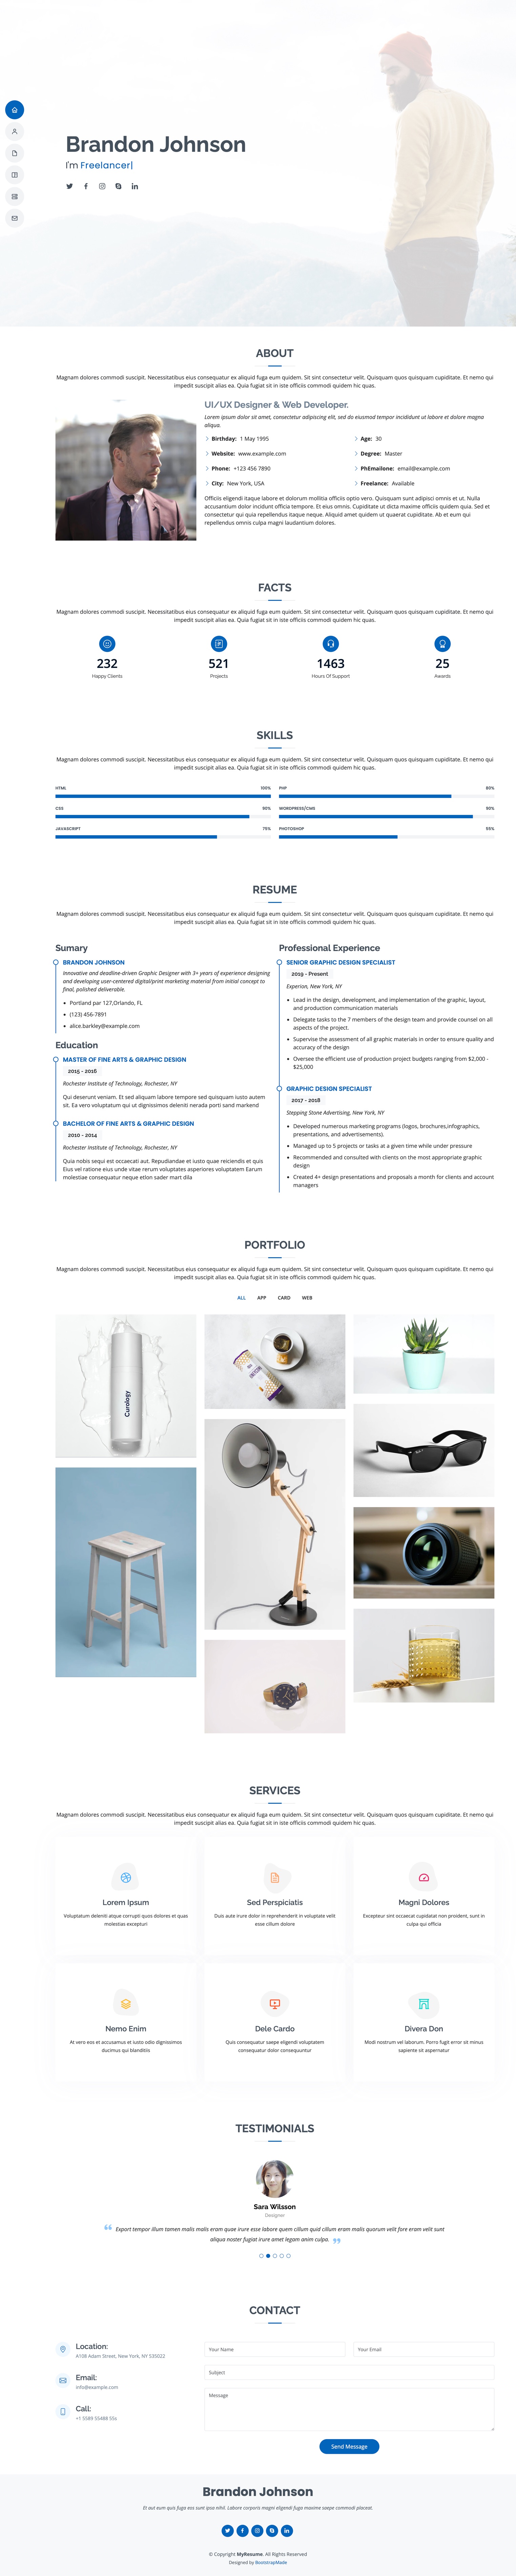 Brandon Johnson
I'm Freelancer|
ABOUT
Magnam dolores commodi suscipit. Necessitatibus eius consequatur ex aliquid fuga eum quidem. Sit sint consectetur velit. Quisquam quos quisquam cupiditate. Et nemo qui
impedit suscipit alias ea. Quia fugiat sit in iste officiis commodi quidem hic quas.
UI/UX Designer & Web Developer.
Lorem ipsum dolor sit amet, consectetur adipiscing elit, sed do eiusmod tempor incididunt ut labore et dolore magna
aliqua.
Birthday: 1 May 1995
Age: 30
Website: www.example.com
Degree: Master
Phone: +123 456 7890
PhEmailone: email@example.com
City: New York, USA
Freelance: Available
Officiis eligendi itaque labore et dolorum mollitia officiis optio vero. Quisquam sunt adipisci omnis et ut. Nulla
accusantium dolor incidunt officia tempore. Et eius omnis. Cupiditate ut dicta maxime officiis quidem quia. Sed et
consectetur qui quia repellendus itaque neque. Aliquid amet quidem ut quaerat cupiditate. Ab et eum qui
repellendus omnis culpa magni laudantium dolores.
FACTS
Magnam dolores commodi suscipit. Necessitatibus eius consequatur ex aliquid fuga eum quidem. Sit sint consectetur velit. Quisquam quos quisquam cupiditate. Et nemo qui
impedit suscipit alias ea. Quia fugiat sit in iste officiis commodi quidem hic quas.
232
Happy Clients
521
Projects
1463
Hours Of Support
25
Awards
SKILLS
Magnam dolores commodi suscipit. Necessitatibus eius consequatur ex aliquid fuga eum quidem. Sit sint consectetur velit. Quisquam quos quisquam cupiditate. Et nemo qui
impedit suscipit alias ea. Quia fugiat sit in iste officiis commodi quidem hic quas.
HTML 100%
PHP 80%
CSS 90%
WORDPRESS/CMS 90%
JAVASCRIPT 75%
PHOTOSHOP 55%
RESUME
Magnam dolores commodi suscipit. Necessitatibus eius consequatur ex aliquid fuga eum quidem. Sit sint consectetur velit. Quisquam quos quisquam cupiditate. Et nemo qui
impedit suscipit alias ea. Quia fugiat sit in iste officiis commodi quidem hic quas.
Sumary
BRANDON JOHNSON
Innovative and deadline-driven Graphic Designer with 3+ years of experience designing
and developing user-centered digital/print marketing material from initial concept to
final, polished deliverable.
Portland par 127,Orlando, FL
(123) 456-7891
alice.barkley@example.com
Education
MASTER OF FINE ARTS & GRAPHIC DESIGN
2015 - 2016
Rochester Institute of Technology, Rochester, NY
Qui deserunt veniam. Et sed aliquam labore tempore sed quisquam iusto autem
sit. Ea vero voluptatum qui ut dignissimos deleniti nerada porti sand markend
BACHELOR OF FINE ARTS & GRAPHIC DESIGN
2010 - 2014
Rochester Institute of Technology, Rochester, NY
Quia nobis sequi est occaecati aut. Repudiandae et iusto quae reiciendis et quis
Eius vel ratione eius unde vitae rerum voluptates asperiores voluptatem Earum
molestiae consequatur neque etlon sader mart dila
Professional Experience
SENIOR GRAPHIC DESIGN SPECIALIST
2019 - Present
Experion, New York, NY
Lead in the design, development, and implementation of the graphic, layout,
and production communication materials
Delegate tasks to the 7 members of the design team and provide counsel on all
aspects of the project.
Supervise the assessment of all graphic materials in order to ensure quality and
accuracy of the design
Oversee the efficient use of production project budgets ranging from $2,000 -
$25,000
GRAPHIC DESIGN SPECIALIST
2017 - 2018
Stepping Stone Advertising, New York, NY
Developed numerous marketing programs (logos, brochures,infographics,
presentations, and advertisements).
Managed up to 5 projects or tasks at a given time while under pressure
Recommended and consulted with clients on the most appropriate graphic
design
Created 4+ design presentations and proposals a month for clients and account
managers
PORTFOLIO
Magnam dolores commodi suscipit. Necessitatibus eius consequatur ex aliquid fuga eum quidem. Sit sint consectetur velit. Quisquam quos quisquam cupiditate. Et nemo qui
impedit suscipit alias ea. Quia fugiat sit in iste officiis commodi quidem hic quas.
ALL APP CARD WEB
Curology
SERVICES
Magnam dolores commodi suscipit. Necessitatibus eius consequatur ex aliquid fuga eum quidem. Sit sint consectetur velit. Quisquam quos quisquam cupiditate. Et nemo qui
impedit suscipit alias ea. Quia fugiat sit in iste officiis commodi quidem hic quas.
Lorem Ipsum
Voluptatum deleniti atque corrupti quos dolores et quas
molestias excepturi
Sed Perspiciatis
Duis aute irure dolor in reprehenderit in voluptate velit
esse cillum dolore
Magni Dolores
Excepteur sint occaecat cupidatat non proident, sunt in
culpa qui officia
Nemo Enim
At vero eos et accusamus et iusto odio dignissimos
ducimus qui blanditiis
Dele Cardo
Quis consequatur saepe eligendi voluptatem
consequatur dolor consequuntur
Divera Don
Modi nostrum vel laborum. Porro fugit error sit minus
sapiente sit aspernatur
TESTIMONIALS
Sara Wilsson
Designer
Export tempor illum tamen malis malis eram quae irure esse labore quem cillum quid cillum eram malis quorum velit fore eram velit sunt
aliqua noster fugiat irure amet legam anim culpa.
CONTACT
Location:
A108 Adam Street, New York, NY 535022
Email:
info@example.com
Call:
+1 5589 55488 55s
Your Name
Your Email
Subject
Message
Send Message
Brandon Johnson
Et aut eum quis fuga eos sunt ipsa nihil. Labore corporis magni eligendi fuga maxime saepe commodi placeat.
© Copyright MyResume. All Rights Reserved
Designed by BootstrapMade